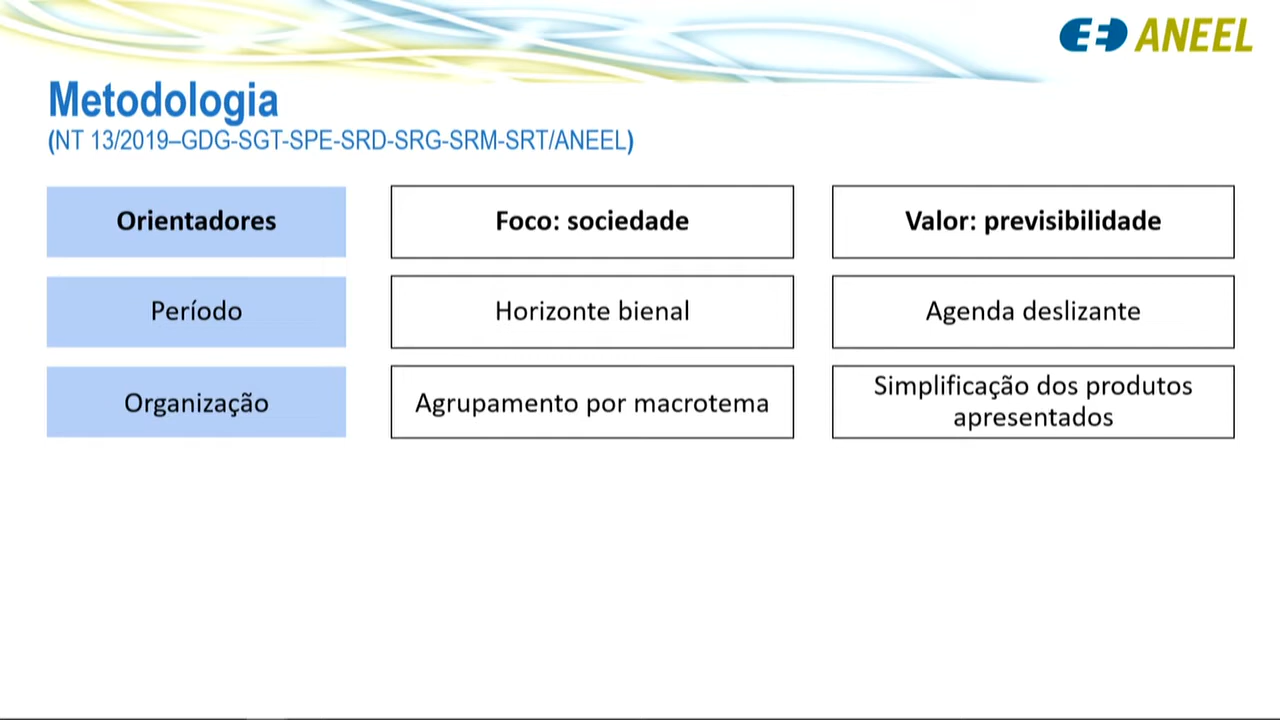 ANEEL
Metodologia
(NT 13/2019–GDG-SGT-SPE-SRD-SRG-SRM-SRT/ANEEL)
Orientadores
Foco: sociedade
Valor: previsibilidade
Período
Horizonte bienal
Agenda deslizante
Organização
Agrupamento por macrotema
Simplificação dos produtos
apresentados